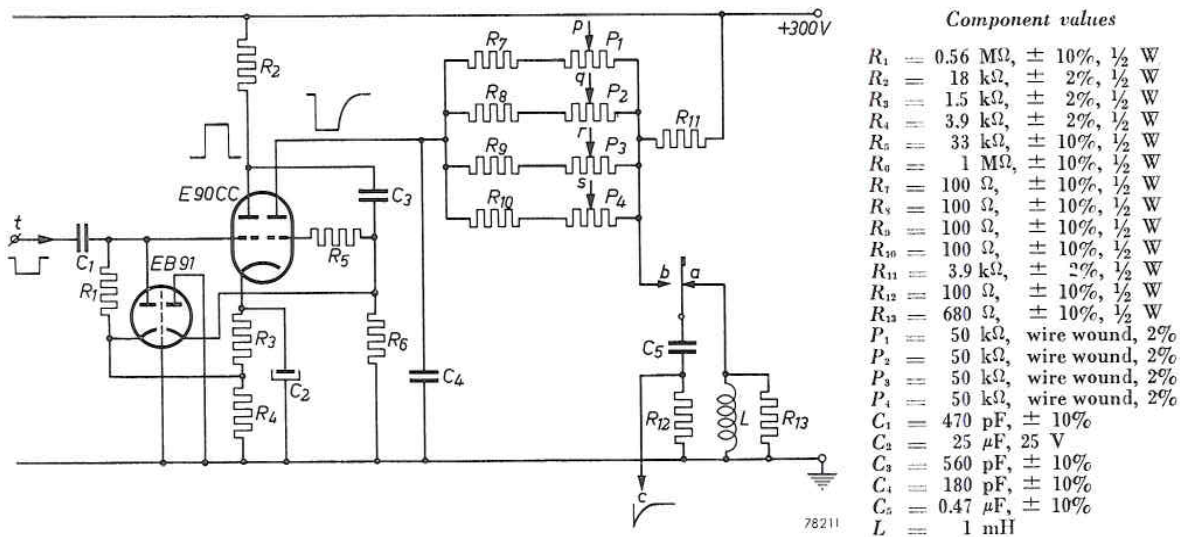 +300V
p
R7
P1
q
R8
P2
r
R9
P3
s
R10
P4
R11
R2
E90CC
C3
t
C1
EB91
R1
R5
R3
R6
C2
R4
C4
b
a
C5
R12
L
R13
c
78211
Component values
R₁ = 0.56 MΩ, ± 10%, ½ W
R₂ = 18 kΩ, ± 2%, ½ W
R₃ = 1.5 kΩ, ± 2%, ½ W
R₄ = 3.9 kΩ, ± 2%, ½ W
R₅ = 33 kΩ, ± 10%, ½ W
R₆ = 1 MΩ, ± 10%, ½ W
R₇ = 100 Ω, ± 10%, ½ W
R₈ = 100 Ω, ± 10%, ½ W
R₉ = 100 Ω, ± 10%, ½ W
R₁₀ = 100 Ω, ± 10%, ½ W
R₁₁ = 3.9 kΩ, ± 2%, ½ W
R₁₂ = 100 Ω, ± 10%, ½ W
R₁₃ = 680 Ω, ± 10%, ½ W
P₁ = 50 kΩ, wire wound, 2%
P₂ = 50 kΩ, wire wound, 2%
P₃ = 50 kΩ, wire wound, 2%
P₄ = 50 kΩ, wire wound, 2%
C₁ = 470 pF, ± 10%
C₂ = 25 μF, 25 V
C₃ = 560 pF, ± 10%
C₄ = 180 pF, ± 10%
C₅ = 0.47 μF, ± 10%
L = 1 mH